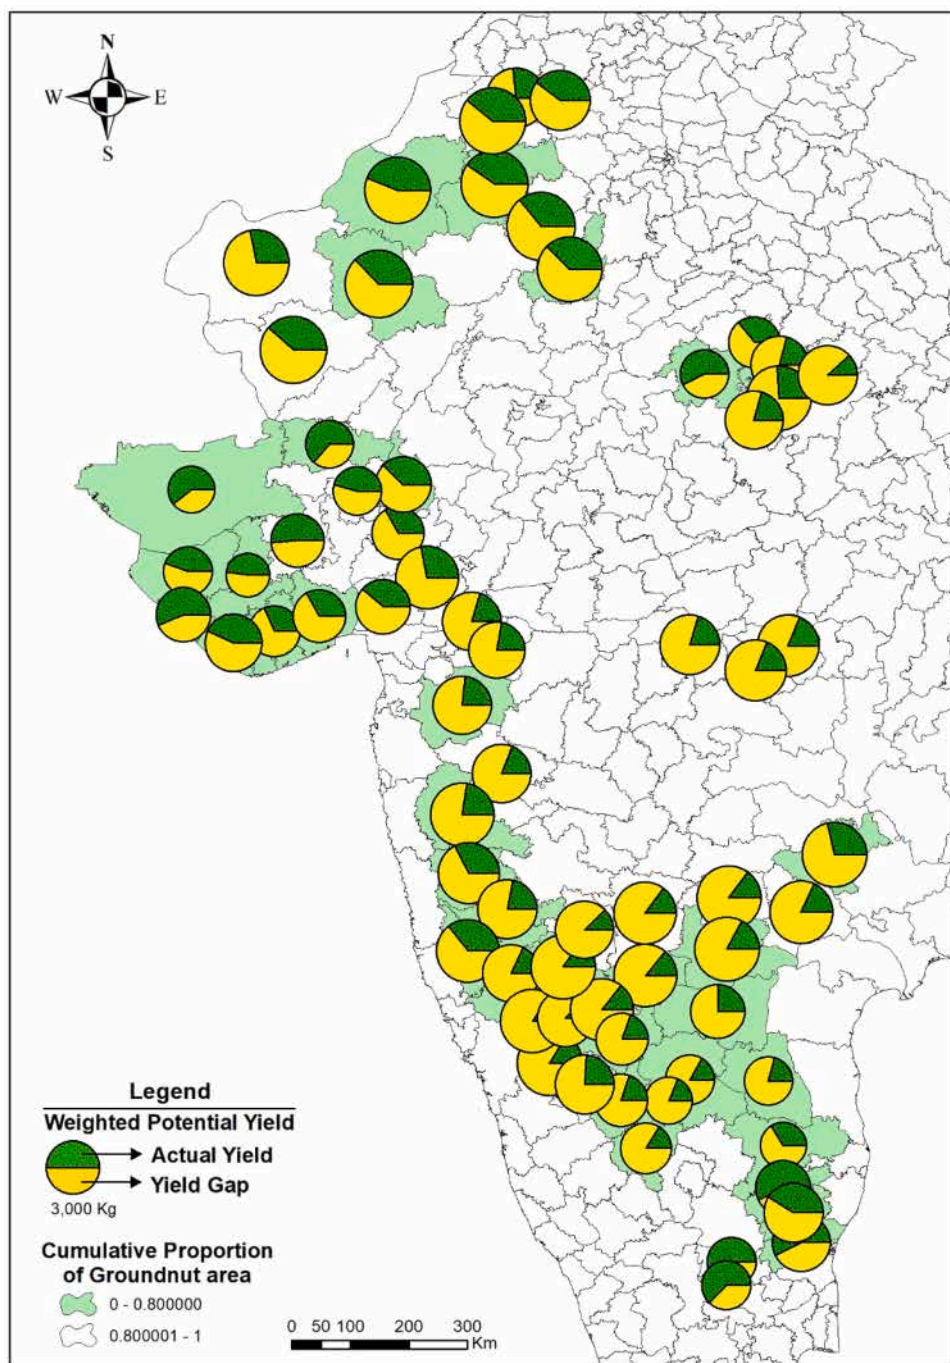 N
W E
S
Legend
Weighted Potential Yield
Actual Yield
Yield Gap
3,000 Kg
Cumulative Proportion
of Groundnut area
0 - 0.800000
0.800001 - 1
0 50 100 200 300
Km